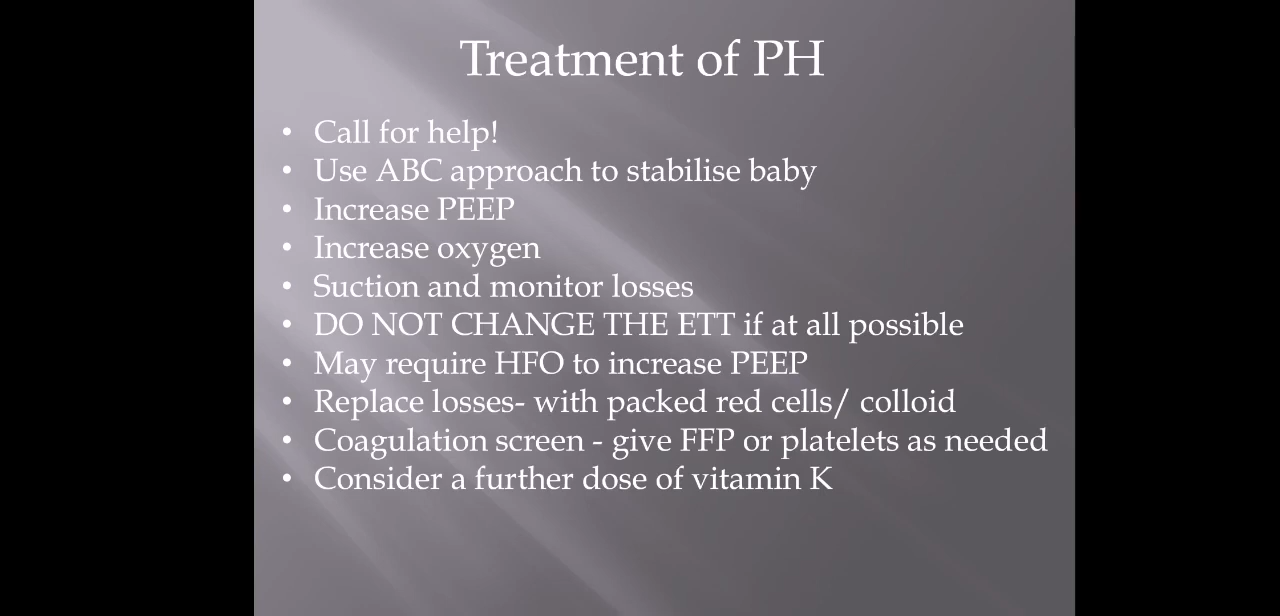 Treatment of PH
• Call for help!
• Use ABC approach to stabilise baby
• Increase PEEP
• Increase oxygen
• Suction and monitor losses
• DO NOT CHANGE THE ETT if at all possible
• May require HFO to increase PEEP
• Replace losses- with packed red cells/ colloid
• Coagulation screen - give FFP or platelets as needed
• Consider a further dose of vitamin K